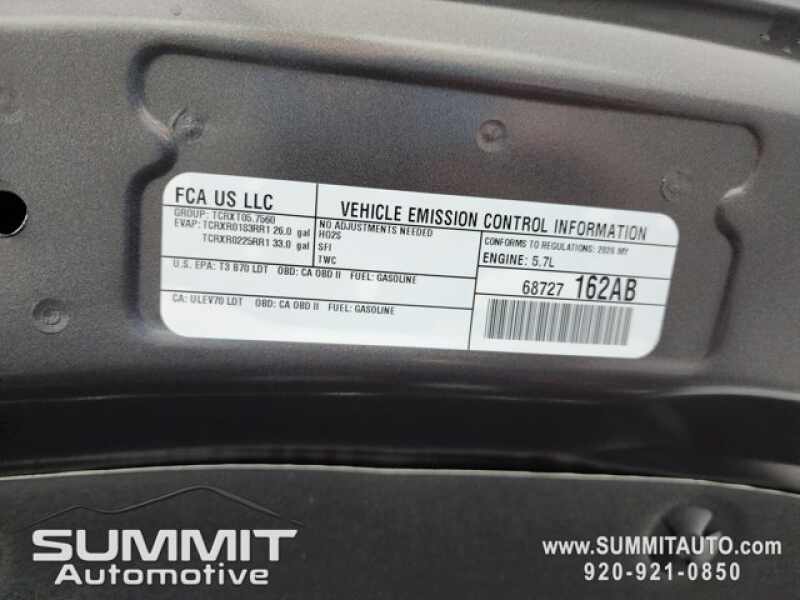 FCA US LLC
GROUP: TCRXT05.7560
EVAP: TCRXR0183RR1 26.0 gal
TCRXR0225RR1 33.0 gal
U.S. EPA: T3 B70 LDT OBD: CA OBD II FUEL: GASOLINE
CA: ULEV70 LDT OBD: CA OBD II FUEL: GASOLINE
VEHICLE EMISSION CONTROL INFORMATION
NO ADJUSTMENTS NEEDED
HO2S
SFI
TWC
CONFORMS TO REGULATIONS: 2026 MY
ENGINE: 5.7L
68727 162AB
SUMMIT
Automotive
WWW.SUMMITAUTO.COM
920-921-0850